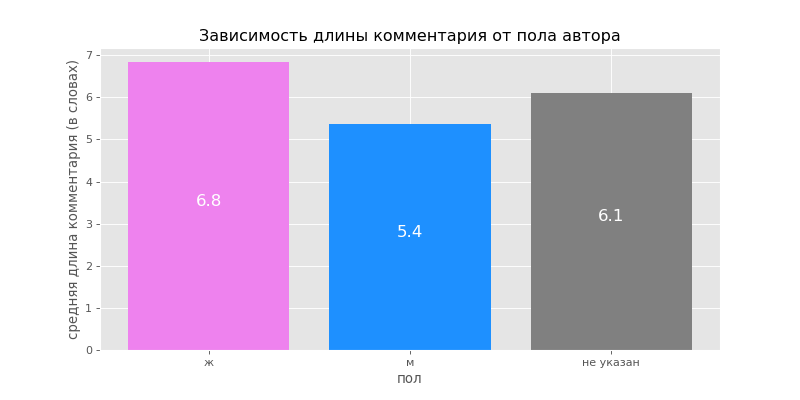 Зависимость длины комментария от пола автора
средняя длина комментария (в словах)
7
6
5
4
3
2
1
0
6.8
5.4
6.1
ж
м
не указан
пол